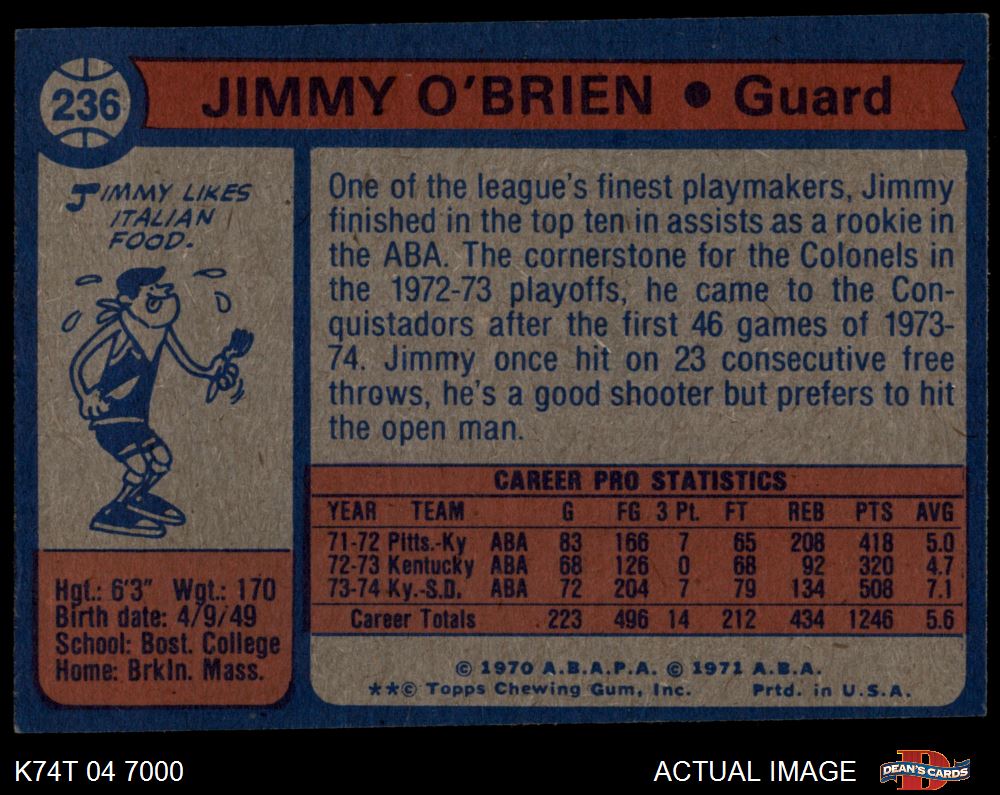 236
JIMMY O'BRIEN • Guard
JIMMY LIKES
ITALIAN
FOOD.
One of the league's finest playmakers, Jimmy
finished in the top ten in assists as a rookie in
the ABA. The cornerstone for the Colonels in
the 1972-73 playoffs, he came to the Con-
quistadors after the first 46 games of 1973-
74. Jimmy once hit on 23 consecutive free
throws, he's a good shooter but prefers to hit
the open man.
Hgt.: 6'3" Wgt.: 170
Birth date: 4/9/49
School: Bost. College
Home: Brkln. Mass.
CAREER PRO STATISTICS
YEAR TEAM G FG 3 Pt. FT REB PTS AVG
71-72 Pitts.-Ky ABA 83 166 7 65 208 418 5.0
72-73 Kentucky ABA 68 126 0 68 92 320 4.7
73-74 Ky.-S.D. ABA 72 204 7 79 134 508 7.1
Career Totals 223 496 14 212 434 1246 5.6
© 1970 A.B.A.P.A. © 1971 A.B.A.
★★© Topps Chewing Gum, Inc. Prtd. in U.S.A.
K74T 04 7000
ACTUAL IMAGE
D
DEAN'S CARDS